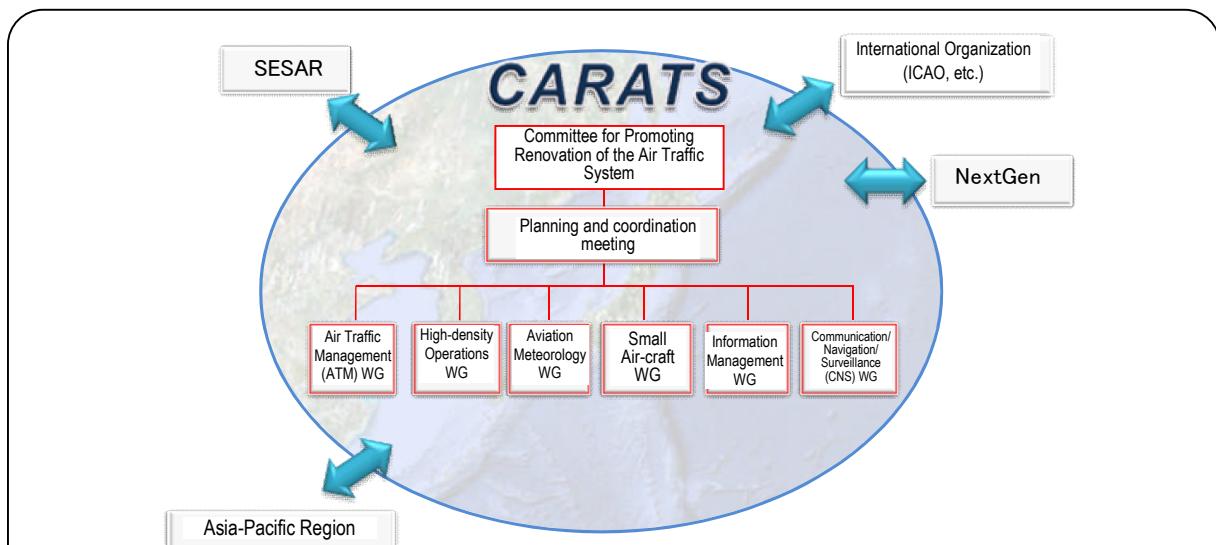 SESAR
International Organization
(ICAO, etc.)
CARATS
Committee for Promoting
Renovation of the Air Traffic
System
NextGen
Planning and coordination
meeting
Air Traffic
Management
(ATM) WG
High-density
Operations
WG
Aviation
Meteorology
WG
Small
Air-craft
WG
Information
Management
WG
Communication/
Navigation/
Surveillance
(CNS) WG
Asia-Pacific Region